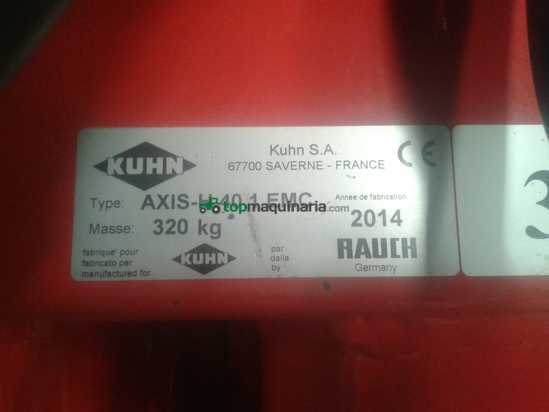 KUHN
Kuhn S.A.
67700 SAVERNE - FRANCE
CE
Type: AXIS-H 40.1 EMC
Annee de fabrication
Masse: 320 kg
2014
topmaquinaria.com
fabrique' pour
fabricato per
manufactured for
KUHN
par
dalla
by
RAUCH
Germany
3